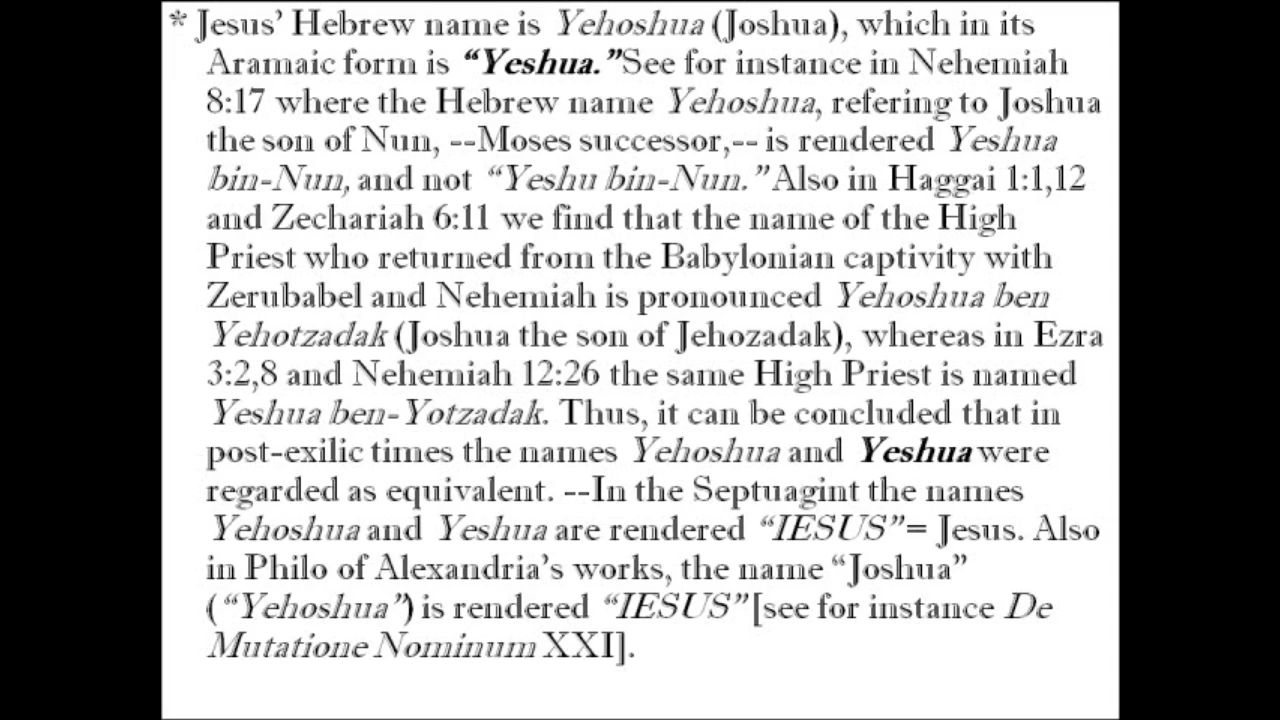 * Jesus’ Hebrew name is Yehoshua (Joshua), which in its
Aramaic form is “Yeshua.”See for instance in Nehemiah
8:17 where the Hebrew name Yehoshua, refering to Joshua
the son of Nun, --Moses successor,-- is rendered Yeshua
bin-Nun, and not “Yeshu bin-Nun.”Also in Haggai 1:1,12
and Zechariah 6:11 we find that the name of the High
Priest who returned from the Babylonian captivity with
Zerubabel and Nehemiah is pronounced Yehoshua ben
Yehotzadak (Joshua the son of Jehozadak), whereas in Ezra
3:2,8 and Nehemiah 12:26 the same High Priest is named
Yeshua ben-Yotzadak. Thus, it can be concluded that in
post-exilic times the names Yehoshua and Yeshua were
regarded as equivalent. --In the Septuagint the names
Yehoshua and Yeshua are rendered “IESUS”= Jesus. Also
in Philo of Alexandria’s works, the name “Joshua”
(“Yehoshua”) is rendered “IESUS”[see for instance De
Mutatione Nominum XXI].